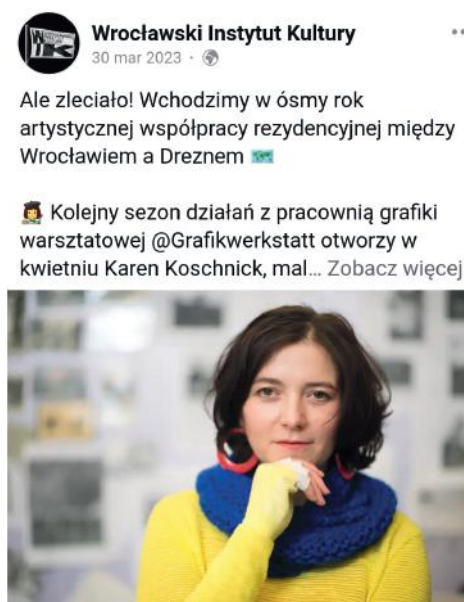 Wrocławski Instytut Kultury
30 mar 2023
Ale zleciało! Wchodzimy w ósmy rok
artystycznej współpracy rezydencyjnej między
Wrocławiem a Dreznem
Kolejny sezon działań z pracownią grafiki
warsztatowej @Grafikwerkstatt otworzy w
kwietniu Karen Koschnick, mal... Zobacz więcej